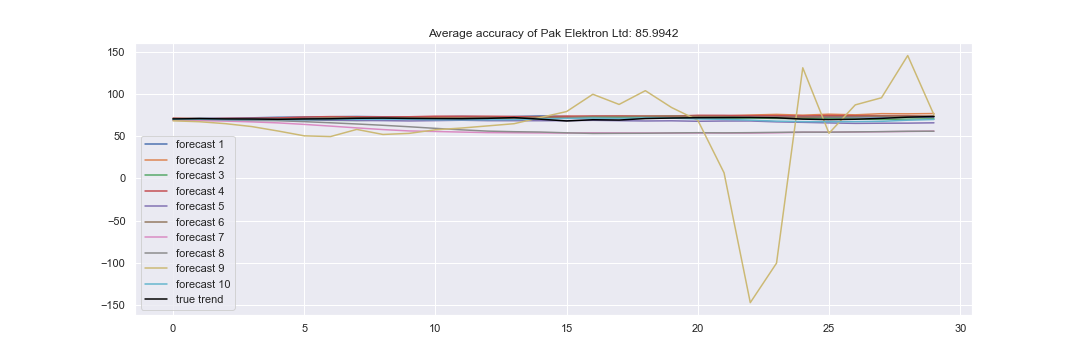 Average accuracy of Pak Elektron Ltd: 85.9942
150
100
50
0
−50
−100
−150
forecast 1
forecast 2
forecast 3
forecast 4
forecast 5
forecast 6
forecast 7
forecast 8
forecast 9
forecast 10
true trend
0 5 10 15 20 25 30